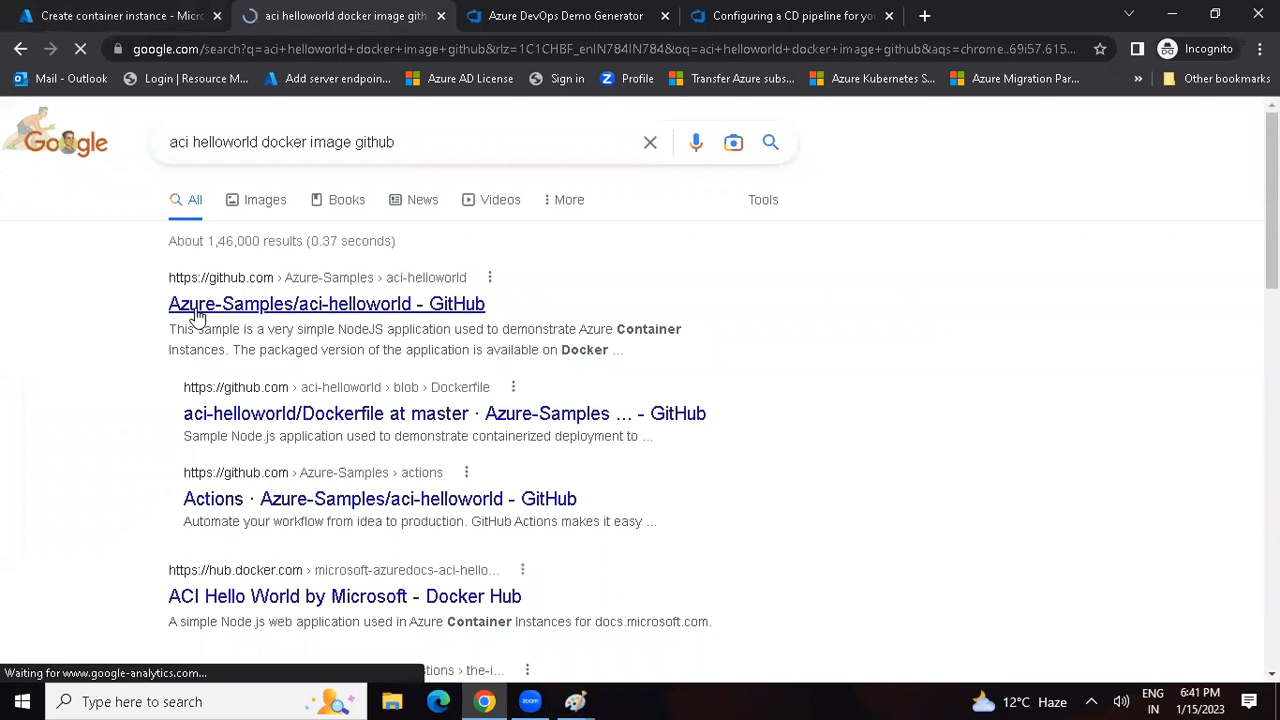 Create container instance - Micr
aci helloworld docker image gith
Azure DevOps Demo Generator
Configuring a CD pipeline for you
google.com/search?q=aci+helloworld+docker+image+github&rlz=1C1CHBF_enIN784IN784&oq=aci+helloworld+docker+image+github&aqs=chrome..69i57.615...
Incognito
Mail - Outlook
Login | Resource M...
Add server endpoin...
Azure AD License
Sign in
Profile
Transfer Azure subs...
Azure Kubernetes S...
Azure Migration Par...
»
Other bookmarks
Google
aci helloworld docker image github
All
Images
Books
News
Videos
More
Tools
About 1,46,000 results (0.37 seconds)
https://github.com › Azure-Samples › aci-helloworld
Azure-Samples/aci-helloworld - GitHub
This sample is a very simple NodeJS application used to demonstrate Azure Container
Instances. The packaged version of the application is available on Docker ...
https://github.com › aci-helloworld › blob › Dockerfile
aci-helloworld/Dockerfile at master · Azure-Samples ... - GitHub
Sample Node.js application used to demonstrate containerized deployment to ...
https://github.com › Azure-Samples › actions
Actions · Azure-Samples/aci-helloworld - GitHub
Automate your workflow from idea to production. GitHub Actions makes it easy ...
https://hub.docker.com › microsoft-azuredocs-aci-hello...
ACI Hello World by Microsoft - Docker Hub
A simple Node.js web application used in Azure Container Instances for docs.microsoft.com.
stions › the-i...
Waiting for www.google-analytics.com...
Type here to search
zoom
12°C Haze
ENG
IN
6:41 PM
1/15/2023